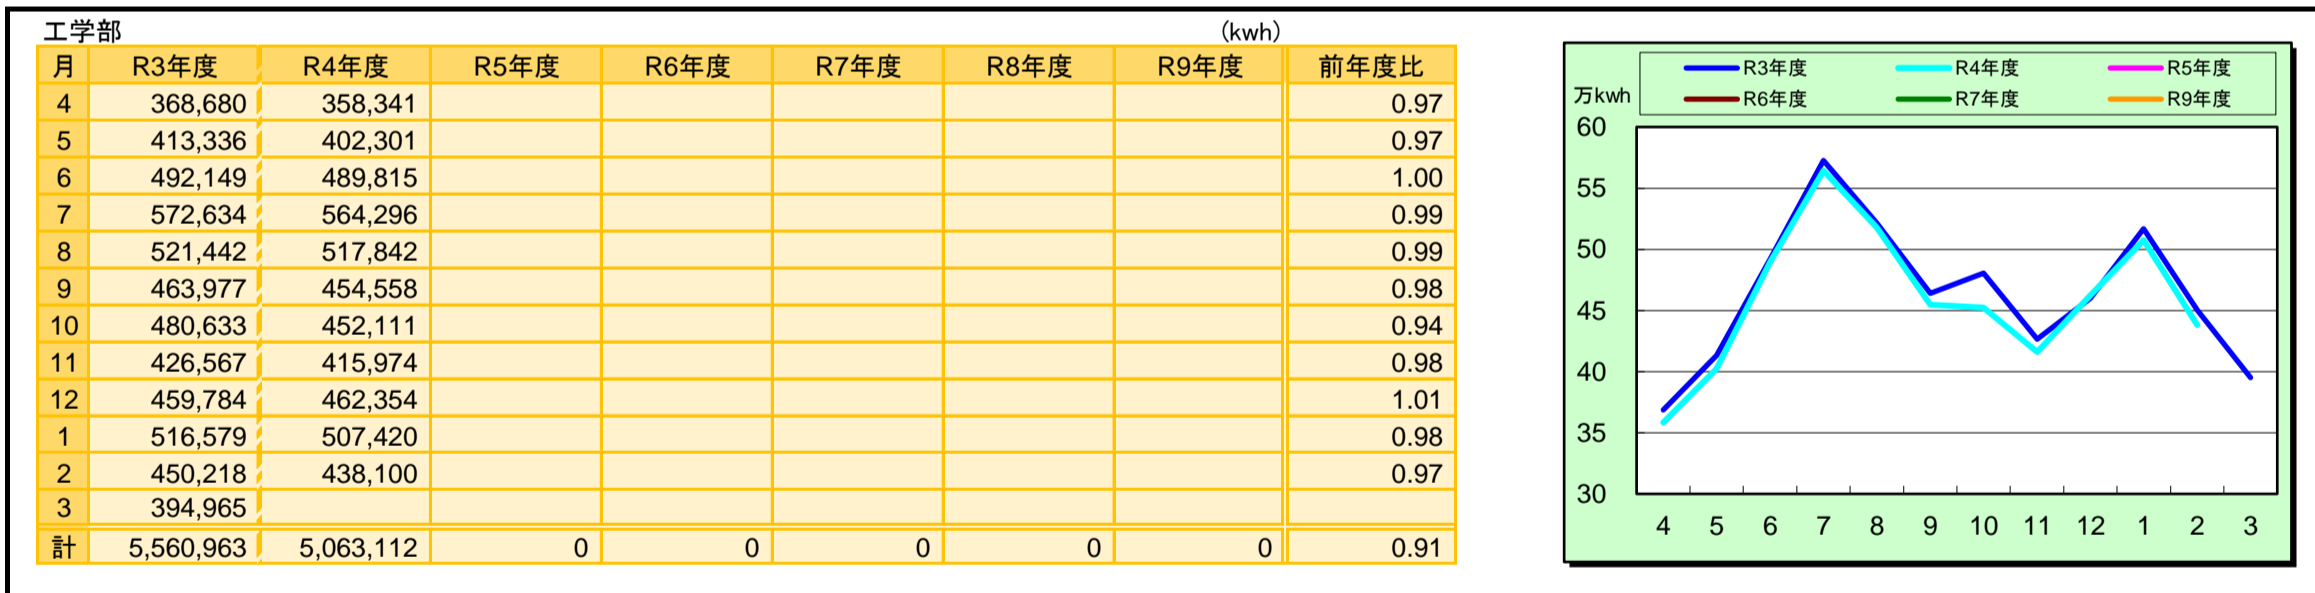 工学部 (kwh)
月 R3年度 R4年度 R5年度 R6年度 R7年度 R8年度 R9年度 前年度比
4 368,680 358,341 0.97
5 413,336 402,301 0.97
6 492,149 489,815 1.00
7 572,634 564,296 0.99
8 521,442 517,842 0.99
9 463,977 454,558 0.98
10 480,633 452,111 0.94
11 426,567 415,974 0.98
12 459,784 462,354 1.01
1 516,579 507,420 0.98
2 450,218 438,100 0.97
3 394,965
計 5,560,963 5,063,112 0 0 0 0 0 0.91
R3年度 R4年度 R5年度
R6年度 R7年度 R9年度
万kwh
60
55
50
45
40
35
30
4 5 6 7 8 9 10 11 12 1 2 3